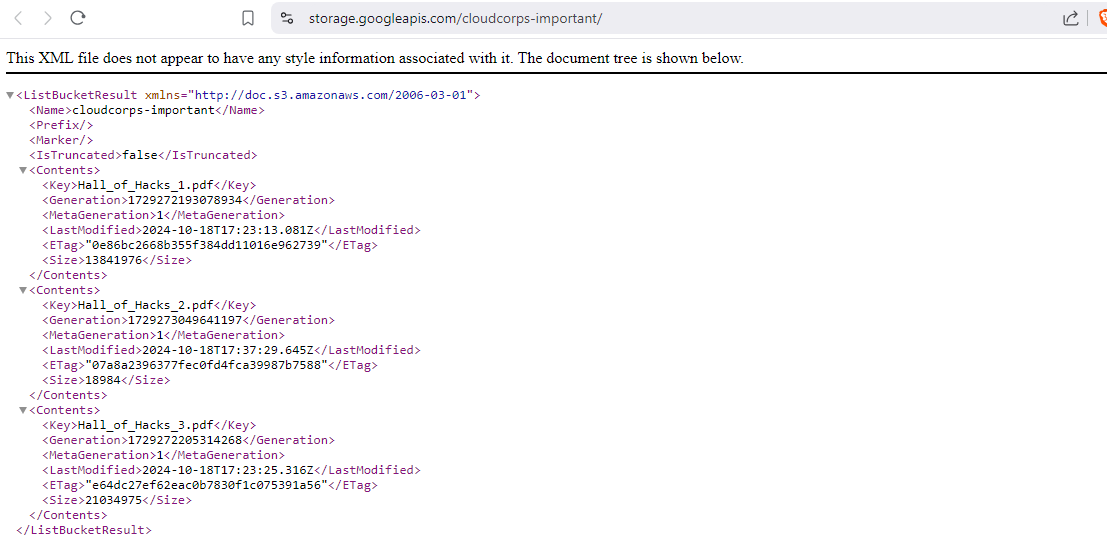 storage.googleapis.com/cloudcorps-important/
This XML file does not appear to have any style information associated with it. The document tree is shown below.
<ListBucketResult xmlns="http://doc.s3.amazonaws.com/2006-03-01">
<Name>cloudcorps-important</Name>
<Prefix/>
<Marker/>
<IsTruncated>false</IsTruncated>
<Contents>
<Key>Hall_of_Hacks_1.pdf</Key>
<Generation>1729272193078934</Generation>
<MetaGeneration>1</MetaGeneration>
<LastModified>2024-10-18T17:23:13.081Z</LastModified>
<ETag>"0e86bc2668b355f384dd11016e962739"</ETag>
<Size>13841976</Size>
</Contents>
<Contents>
<Key>Hall_of_Hacks_2.pdf</Key>
<Generation>1729273049641197</Generation>
<MetaGeneration>1</MetaGeneration>
<LastModified>2024-10-18T17:37:29.645Z</LastModified>
<ETag>"07a8a2396377fec0fd4fca39987b7588"</ETag>
<Size>18984</Size>
</Contents>
<Contents>
<Key>Hall_of_Hacks_3.pdf</Key>
<Generation>1729272205314268</Generation>
<MetaGeneration>1</MetaGeneration>
<LastModified>2024-10-18T17:23:25.316Z</LastModified>
<ETag>"e64dc27ef62eac0b7830f1c075391a56"</ETag>
<Size>21034975</Size>
</Contents>
</ListBucketResult>